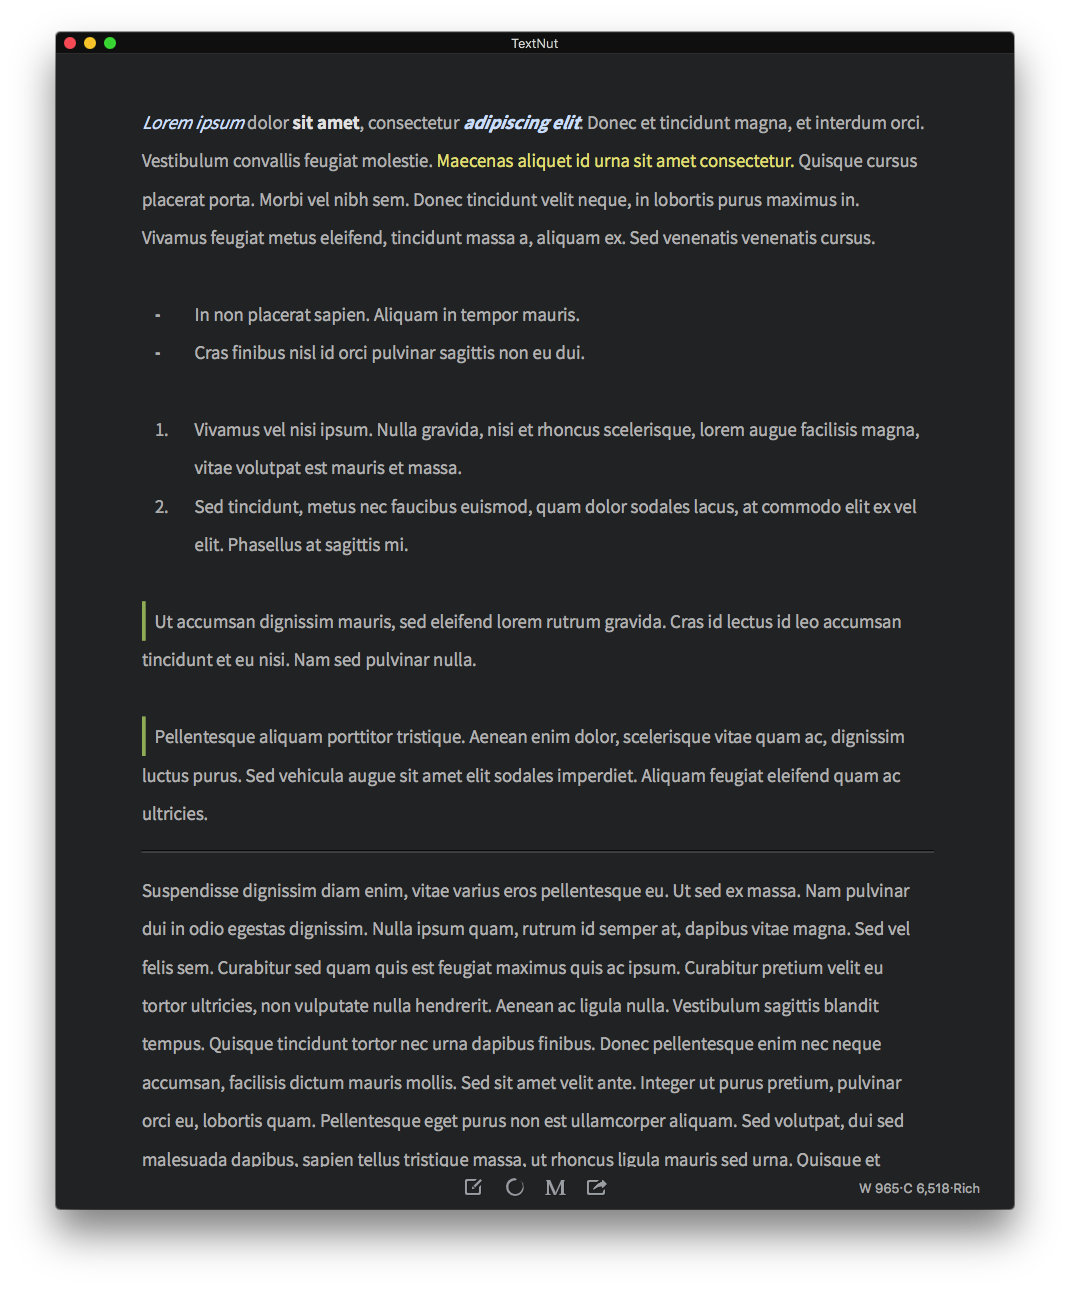 TextNut
Lorem ipsum dolor sit amet, consectetur adipiscing elit. Donec et tincidunt magna, et interdum orci.
Vestibulum convallis feugiat molestie. Maecenas aliquet id urna sit amet consectetur. Quisque cursus
placerat porta. Morbi vel nibh sem. Donec tincidunt velit neque, in lobortis purus maximus in.
Vivamus feugiat metus eleifend, tincidunt massa a, aliquam ex. Sed venenatis venenatis cursus.
- In non placerat sapien. Aliquam in tempor mauris.
- Cras finibus nisl id orci pulvinar sagittis non eu dui.
1. Vivamus vel nisi ipsum. Nulla gravida, nisi et rhoncus scelerisque, lorem augue facilisis magna,
vitae volutpat est mauris et massa.
2. Sed tincidunt, metus nec faucibus euismod, quam dolor sodales lacus, at commodo elit ex vel
elit. Phasellus at sagittis mi.
Ut accumsan dignissim mauris, sed eleifend lorem rutrum gravida. Cras id lectus id leo accumsan
tincidunt et eu nisi. Nam sed pulvinar nulla.
Pellentesque aliquam porttitor tristique. Aenean enim dolor, scelerisque vitae quam ac, dignissim
luctus purus. Sed vehicula augue sit amet elit sodales imperdiet. Aliquam feugiat eleifend quam ac
ultricies.
Suspendisse dignissim diam enim, vitae varius eros pellentesque eu. Ut sed ex massa. Nam pulvinar
dui in odio egestas dignissim. Nulla ipsum quam, rutrum id semper at, dapibus vitae magna. Sed vel
felis sem. Curabitur sed quam quis est feugiat maximus quis ac ipsum. Curabitur pretium velit eu
tortor ultricies, non vulputate nulla hendrerit. Aenean ac ligula nulla. Vestibulum sagittis blandit
tempus. Quisque tincidunt tortor nec urna dapibus finibus. Donec pellentesque enim nec neque
accumsan, facilisis dictum mauris mollis. Sed sit amet velit ante. Integer ut purus pretium, pulvinar
orci eu, lobortis quam. Pellentesque eget purus non est ullamcorper aliquam. Sed volutpat, dui sed
malesuada dapibus, sapien tellus tristique massa, ut rhoncus ligula mauris sed urna. Quisque et
M
W 965·C 6,518·Rich